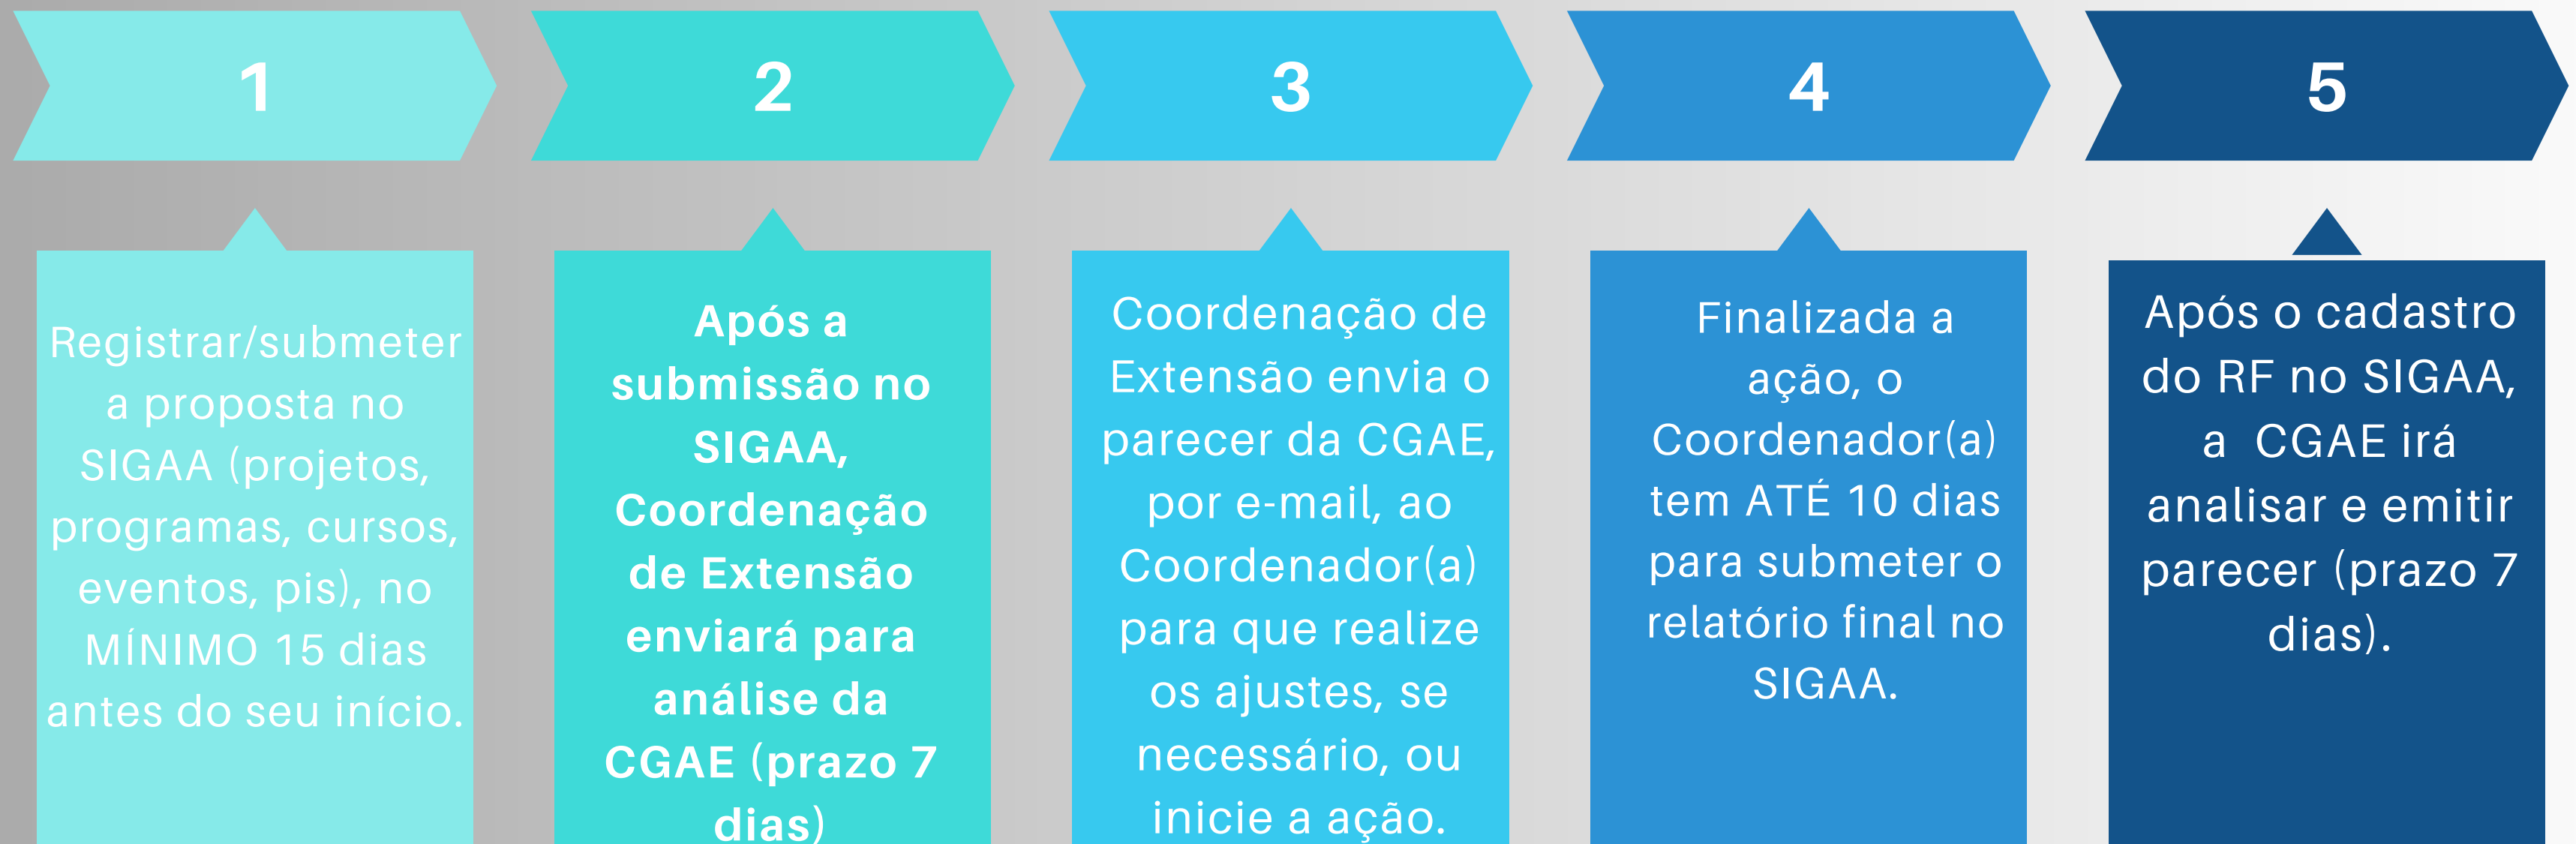 1
Registrar/submeter
a proposta no
SIGAA (projetos,
programas, cursos,
eventos, pis), no
MÍNIMO 15 dias
antes do seu início.
2
Após a
submissão no
SIGAA,
Coordenação
de Extensão
enviará para
análise da
CGAE (prazo 7
dias)
3
Coordenação de
Extensão envia o
parecer da CGAE,
por e-mail, ao
Coordenador(a)
para que realize
os ajustes, se
necessário, ou
inicie a ação.
4
Finalizada a
ação, o
Coordenador(a)
tem ATÉ 10 dias
para submeter o
relatório final no
SIGAA.
5
Após o cadastro
do RF no SIGAA,
a  CGAE irá
analisar e emitir
parecer (prazo 7
dias).